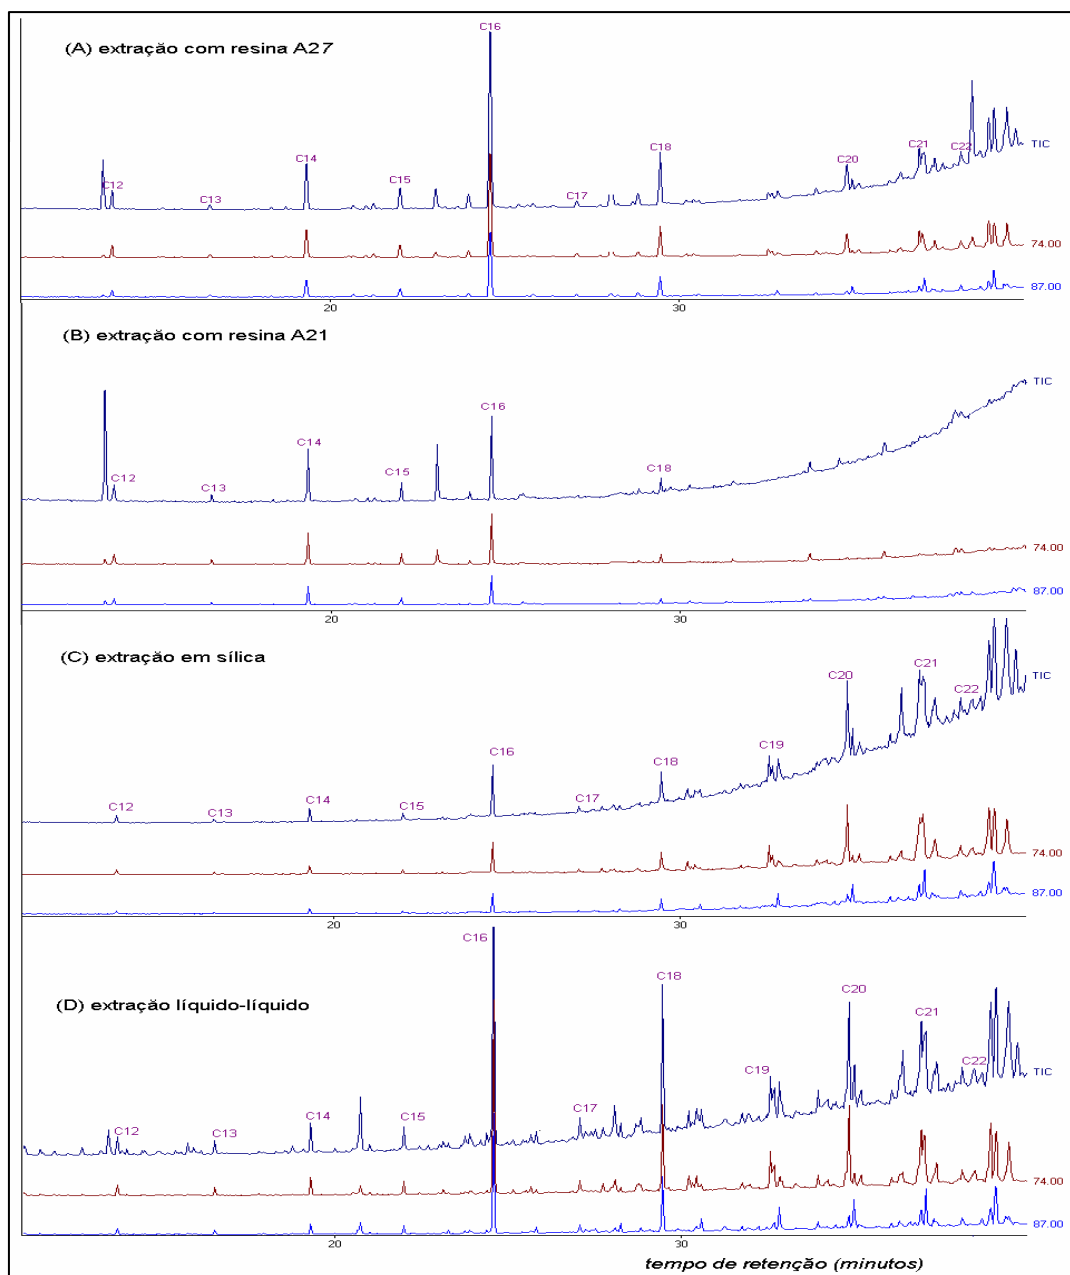 C16
(A) extração com resina A27
C12
C13
C14
C15
C17
C18
C20
C21
C22
TIC
74.00
87.00
20
30
(B) extração com resina A21
C12
C13
C14
C15
C16
C18
TIC
74.00
87.00
20
30
(C) extração em sílica
C12
C13
C14
C15
C16
C17
C18
C19
C20
C21
C22
TIC
74.00
87.00
20
30
C16
(D) extração líquido-líquido
C12
C13
C14
C15
C17
C18
C19
C20
C21
C22
TIC
74.00
87.00
20
30
tempo de retenção (minutos)